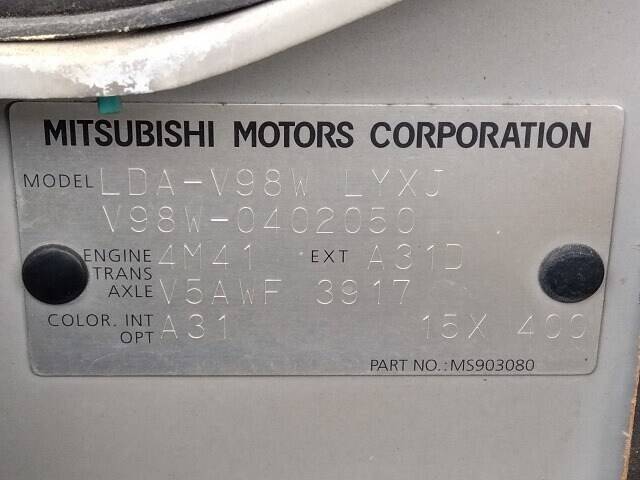 MITSUBISHI MOTORS CORPORATION
MODEL LDA-V98W LYXJ
V98W-0402050
ENGINE 4M41 EXT A31D
TRANS
AXLE V5AWF 3917
COLOR. INT A31 15X 400
OPT
PART NO.: MS903080